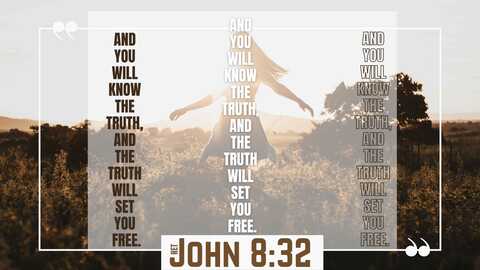 AND
YOU
WILL
KNOW
THE
TRUTH,
AND
THE
TRUTH
WILL
SET
YOU
FREE.
AND
YOU
WILL
KNOW
THE
TRUTH,
AND
THE
TRUTH
WILL
SET
YOU
FREE.
AND
YOU
WILL
KNOW
THE
TRUTH,
AND
THE
TRUTH
WILL
SET
YOU
FREE.
NET JOHN 8:32